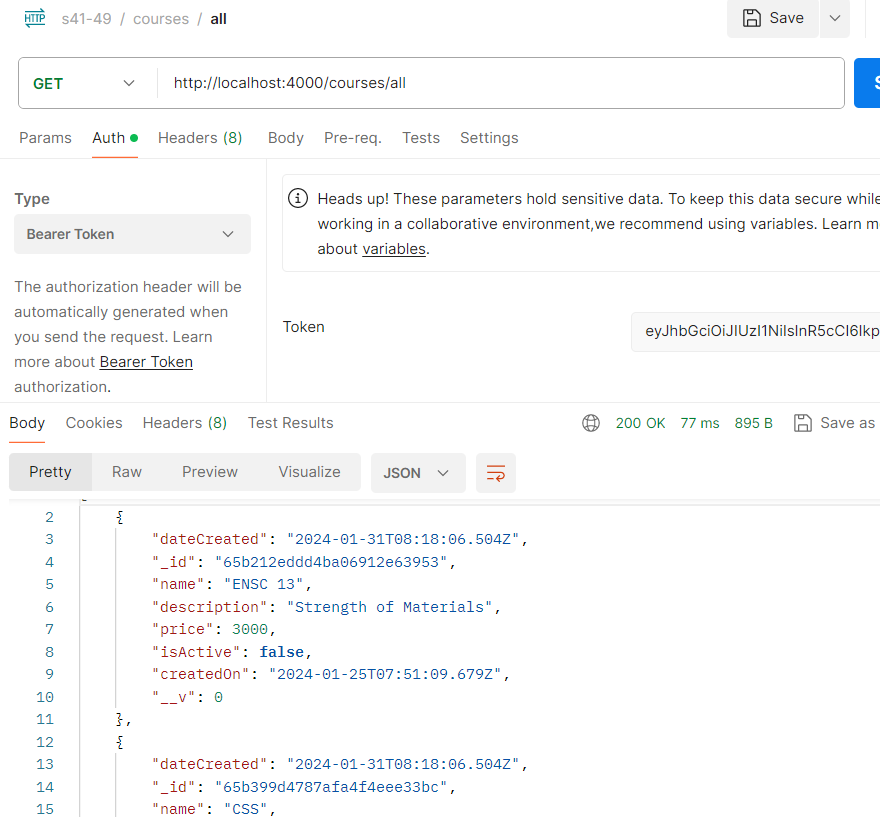 HTTP s41-49 / courses / all Save
GET http://localhost:4000/courses/all S
Params Auth Headers (8) Body Pre-req. Tests Settings
Type
Bearer Token
The authorization header will be
automatically generated when
you send the request. Learn
more about Bearer Token
authorization.
Heads up! These parameters hold sensitive data. To keep this data secure while
working in a collaborative environment,we recommend using variables. Learn m
about variables.
Token
Body Cookies Headers (8) Test Results 200 OK 77 ms 895 B Save as
Pretty Raw Preview Visualize JSON
2 {
3 "dateCreated": "2024-01-31T08:18:06.504Z",
4 "_id": "65b212eddd4ba06912e63953",
5 "name": "ENSC 13",
6 "description": "Strength of Materials",
7 "price": 3000,
8 "isActive": false,
9 "createdOn": "2024-01-25T07:51:09.679Z",
10 "__v": 0
11 },
12 {
13 "dateCreated": "2024-01-31T08:18:06.504Z",
14 "_id": "65b399d4787afa4f4eee33bc",
15 "name": "CSS",